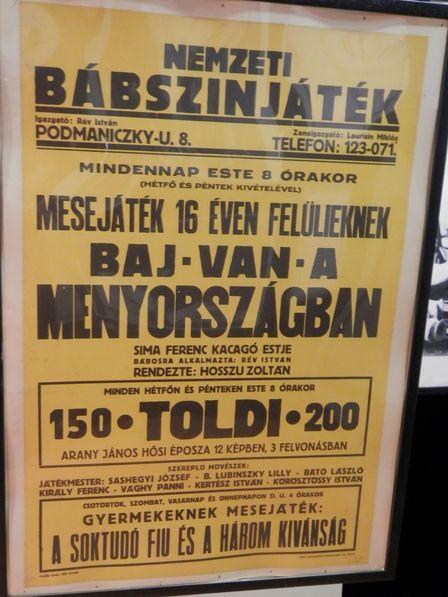 NEMZETI
BÁBSZINJÁTÉK
Igazgató: Rév István
Zeneigazgató: Laurisin Miklós
PODMANICZKY-U. 8.
TELEFON: 123-071.
MINDENNAP ESTE 8 ÓRAKOR
(HÉTFŐ ÉS PÉNTEK KIVÉTELÉVEL)
MESEJÁTÉK 16 ÉVEN FELÜLIEKNEK
BAJ-VAN-A
MENYORSZÁGBAN
SIMA FERENC KACAGÓ ESTJE
BÁBOSRA ALKALMAZTA: RÉV ISTVÁN
RENDEZTE: HOSSZU ZOLTÁN
MINDEN HÉTFŐN ÉS PÉNTEKEN ESTE 8 ÓRAKOR
150 • TOLDI • 200
ARANY JÁNOS HŐSI ÉPOSZA 12 KÉPBEN, 3 FELVONÁSBAN
SZEREPLŐ MŰVÉSZEK:
JÁTÉKMESTER: SASHEGYI JÓZSEF - B. LUBINSZKY LILLY - BATÓ LÁSZLÓ
KIRÁLY FERENC - VÁGHY PANNI - KERTÉSZ ISTVÁN - KŐRÖSZTÖSSY ISTVÁN
CSÜTÖRTÖK, SZOMBAT, VASÁRNAP ÉS ÜNNEPNAPON D. U. 4 ÓRAKOR
GYERMEKEKNEK MESEJÁTÉK:
A SOKTUDÓ FIU ÉS A HÁROM KIVÁNSÁG